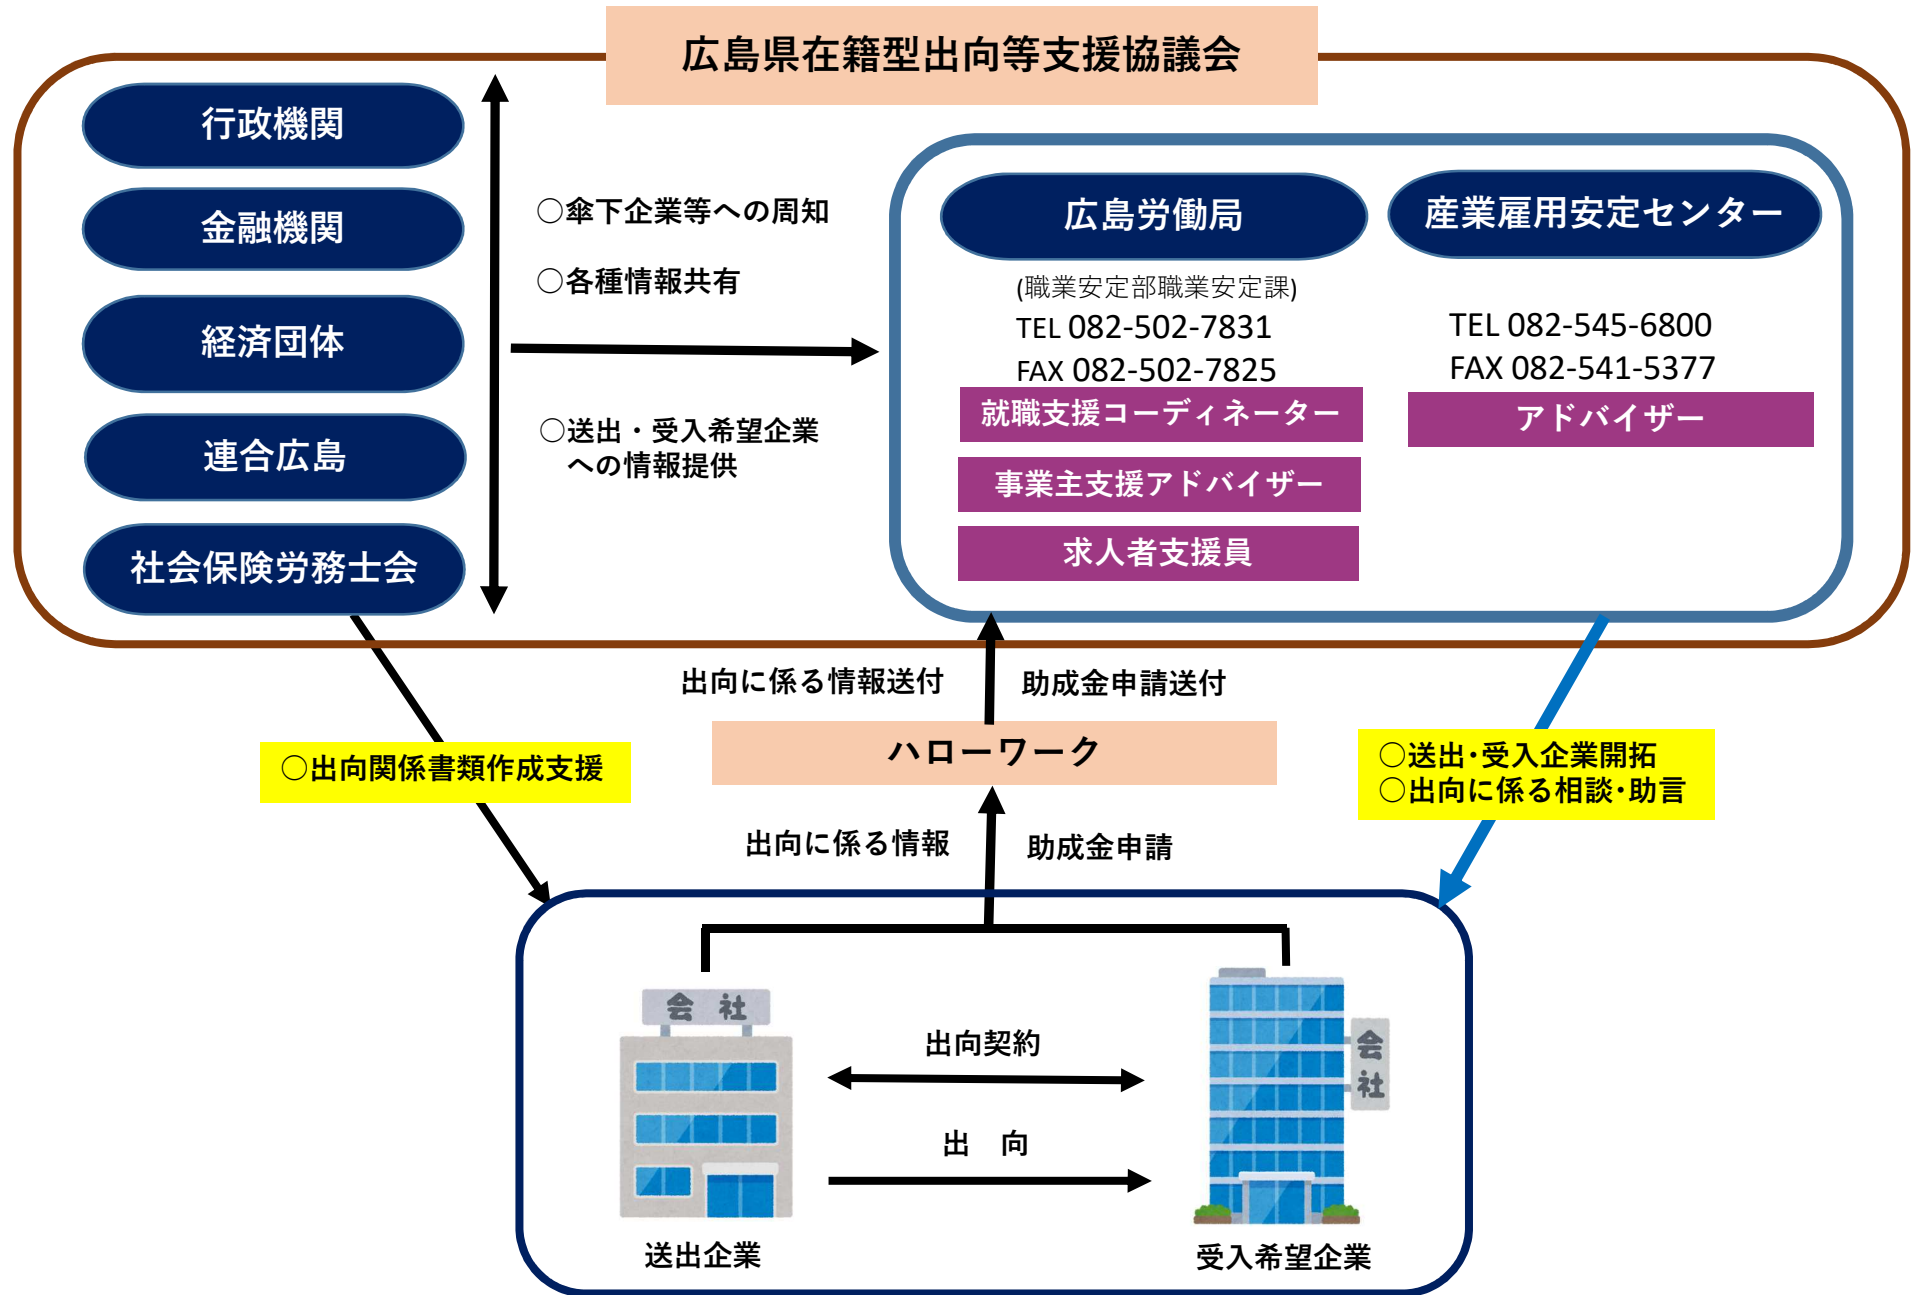 広島県在籍型出向等支援協議会
行政機関
金融機関
経済団体
連合広島
社会保険労務士会
○傘下企業等への周知
○各種情報共有
○送出・受入希望企業
への情報提供
広島労働局
(職業安定部職業安定課)
TEL 082-502-7831
FAX 082-502-7825
就職支援コーディネーター
事業主支援アドバイザー
求人者支援員
産業雇用安定センター
TEL 082-545-6800
FAX 082-541-5377
アドバイザー
出向に係る情報送付
助成金申請送付
ハローワーク
○出向関係書類作成支援
○送出・受入企業開拓
○出向に係る相談・助言
出向に係る情報
助成金申請
会 社
出向契約
会
社
出 向
送出企業
受入希望企業